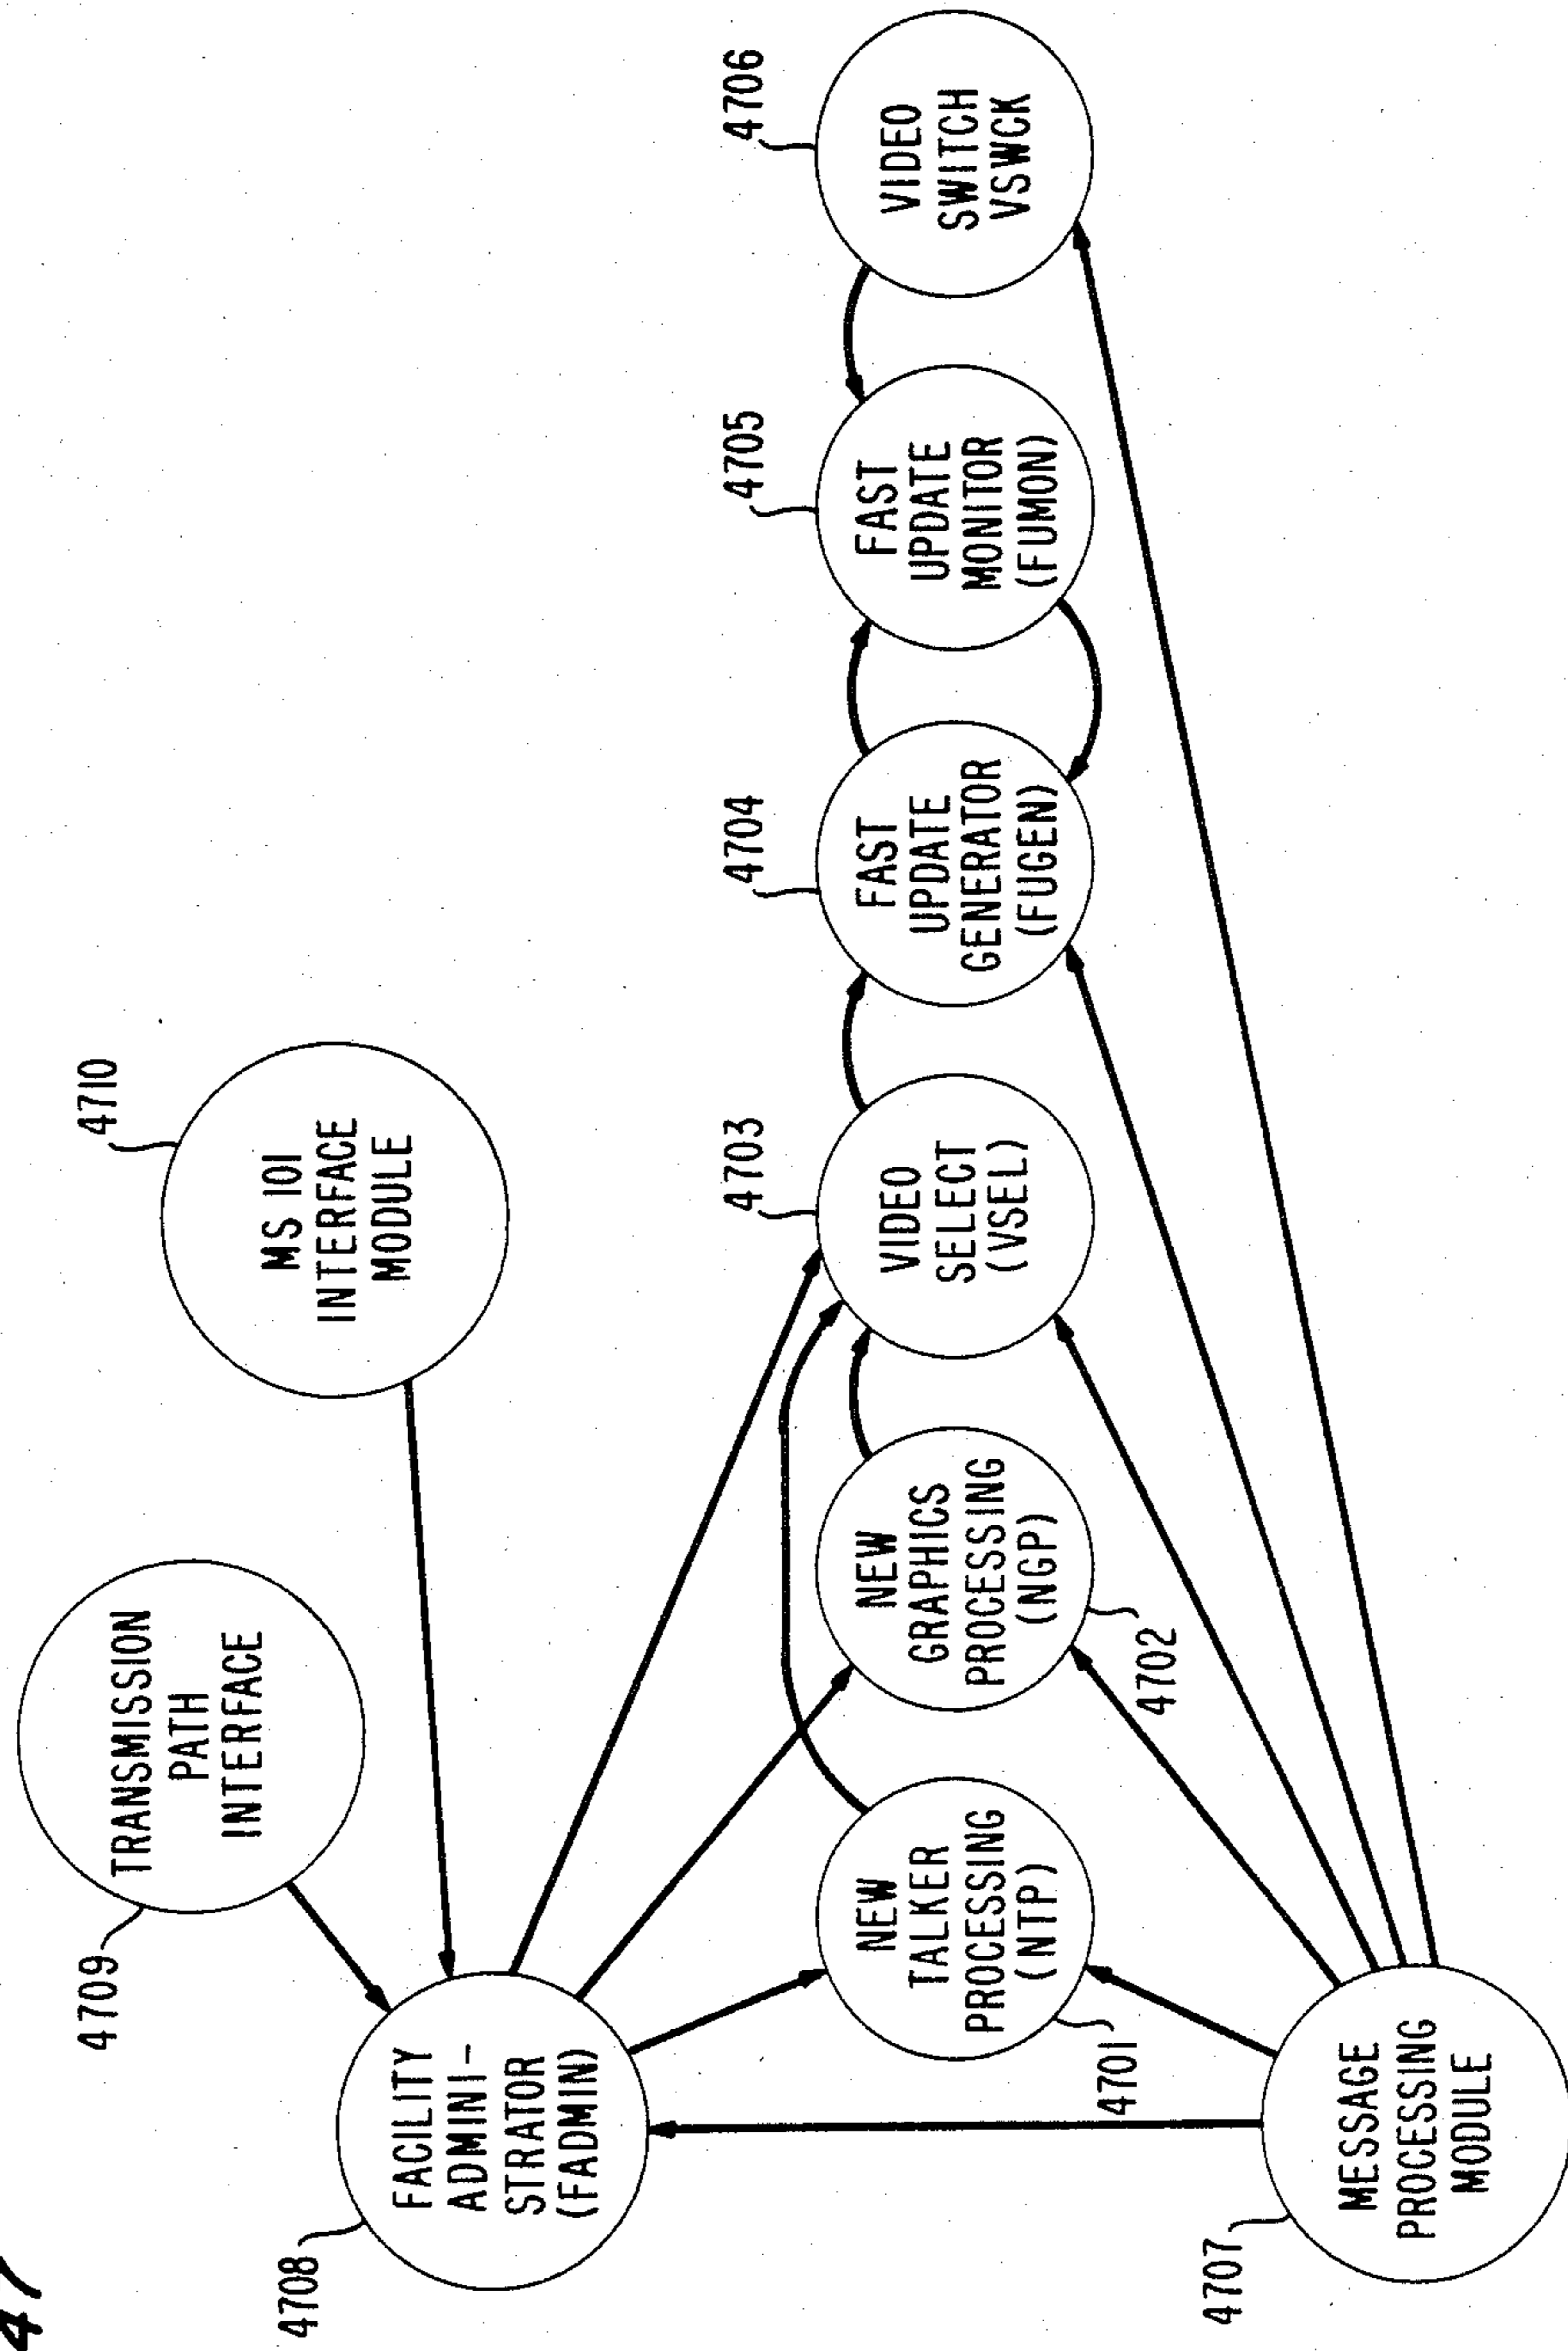 47
4709
TRANSMISSION
PATH
INTERFACE
4710
MS 101
INTERFACE
MODULE
4708
FACILITY
ADMINI-
STRATOR
(FADMIN)
4701
NEW
TALKER
PROCESSING
(NTP)
4702
NEW
GRAPHICS
PROCESSING
(NGP)
4703
VIDEO
SELECT
(VSEL)
4704
FAST
UPDATE
GENERATOR
(FUGEN)
4705
FAST
UPDATE
MONITOR
(FUMON)
4706
VIDEO
SWITCH
VSWCK
4707
MESSAGE
PROCESSING
MODULE